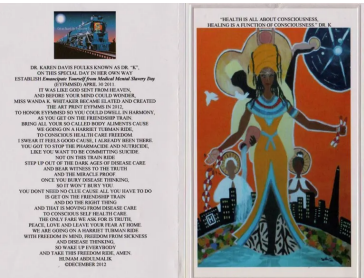 DR. KAREN DAVIS FOULKS KNOWN AS DR. "K".
ON THIS SPECIAL DAY IN HER OWN WAY
ESTABLISH Emancipate Yourself from Medical Mental Slavery Day
(EYFMMSD) APRIL 30 2011.
IT WAS LIKE GOD SENT FROM HEAVEN,
AND BEFORE YOUR MIND COULD WONDER,
MISS WANDA K. WHITAKER BECAME ELATED AND CREATED
THE ART PRINT EYFMMS IN 2012,
TO HONOR EYFMMSD SO YOU COULD DWELL IN HARMONY,
AS YOU GET ON THE FRIENDSHIP TRAIN.
BRING ALL YOUR SO CALLED BODY AILMENTS CAUSE
WE GOING ON A HARRIET TUBMAN RIDE,
TO CONSCIOUS HEALTH CARE FREEDOM.
I SWEAR IT FEELS GOOD CAUSE, I ALREADY BEEN THERE.
YOU GOT TO STOP THE PHARMACIDE AND NUTRICIDE,
LIKE YOU WANT TO BE COMMITTING SUICIDE.
NOT ON THIS TRAIN RIDE
STEP UP OUT OF THE DARK AGES OF DISEASE CARE
AND BEAR WITNESS TO THE TRUTH
AND THE MIRACLE PROOF
ONCE YOU BURY DISEASE THINKING,
SO IT WON'T BURY YOU
YOU DONT NEED NO CLUE CAUSE ALL YOU HAVE TO DO
IS GET ON THE FRIENDSHIP TRAIN
AND DO THE RIGHT THING
AND THAT IS MOVING FROM DISEASE CARE
TO CONSCIOUS SELF HEALTH CARE.
THE ONLY FARE WE ASK FOR IS TRUTH,
PEACE, LOVE AND LEAVE YOUR FEAR AT HOME.
WE ARE GOING ON A HARRIET TUBMAN RIDE
WITH FREEDOM IN MIND, FREEDOM FROM SICKNESS
AND DISEASE THINKING,
SO WAKE UP EVERYBODY
AND TAKE THIS FREEDOM RIDE, AMEN.
HUMAM ABDULMALIK
©DECEMBER 2012
"HEALTH IS ALL ABOUT CONSCIOUSNESS,
HEALING IS A FUNCTION OF CONSCIOUSNESS." DR. K